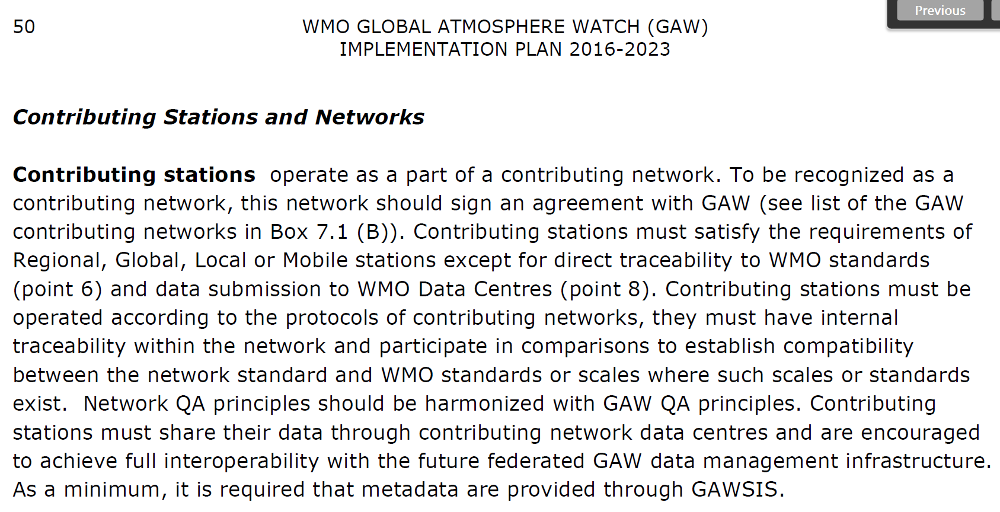 Previous
50
WMO GLOBAL ATMOSPHERE WATCH (GAW)
IMPLEMENTATION PLAN 2016-2023
Contributing Stations and Networks
Contributing stations operate as a part of a contributing network. To be recognized as a
contributing network, this network should sign an agreement with GAW (see list of the GAW
contributing networks in Box 7.1 (B)). Contributing stations must satisfy the requirements of
Regional, Global, Local or Mobile stations except for direct traceability to WMO standards
(point 6) and data submission to WMO Data Centres (point 8). Contributing stations must be
operated according to the protocols of contributing networks, they must have internal
traceability within the network and participate in comparisons to establish compatibility
between the network standard and WMO standards or scales where such scales or standards
exist.  Network QA principles should be harmonized with GAW QA principles. Contributing
stations must share their data through contributing network data centres and are encouraged
to achieve full interoperability with the future federated GAW data management infrastructure.
As a minimum, it is required that metadata are provided through GAWSIS.